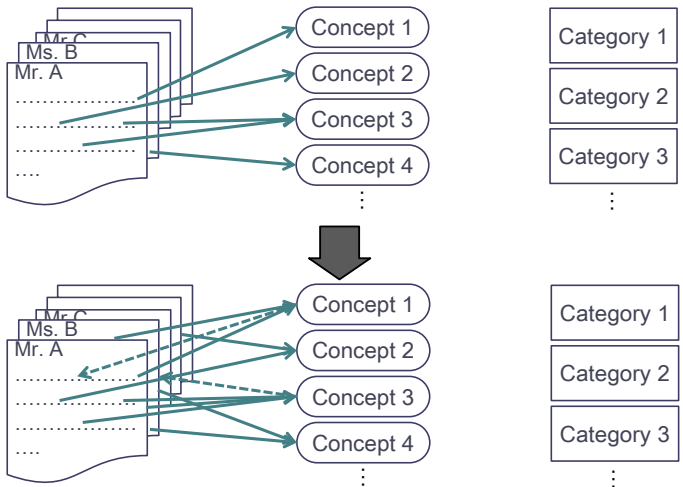 Mr. C
Ms. B
Mr. A
........................
........................
........................
....
Concept 1
Concept 2
Concept 3
Concept 4
⋮
Category 1
Category 2
Category 3
⋮
Mr. C
Ms. B
Mr. A
........................
........................
........................
....
Concept 1
Concept 2
Concept 3
Concept 4
⋮
Category 1
Category 2
Category 3
⋮